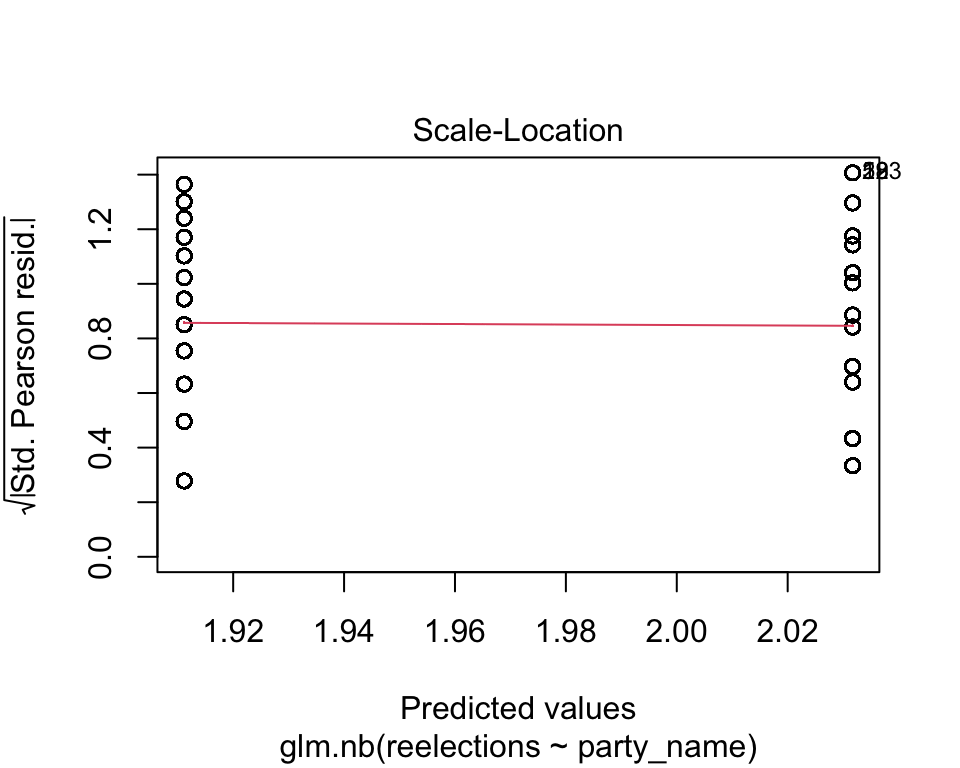 Scale-Location
√|Std. Pearson resid.|
0.0 0.4 0.8 1.2
1.92 1.94 1.96 1.98 2.00 2.02
Predicted values
glm.nb(reelections ~ party_name)